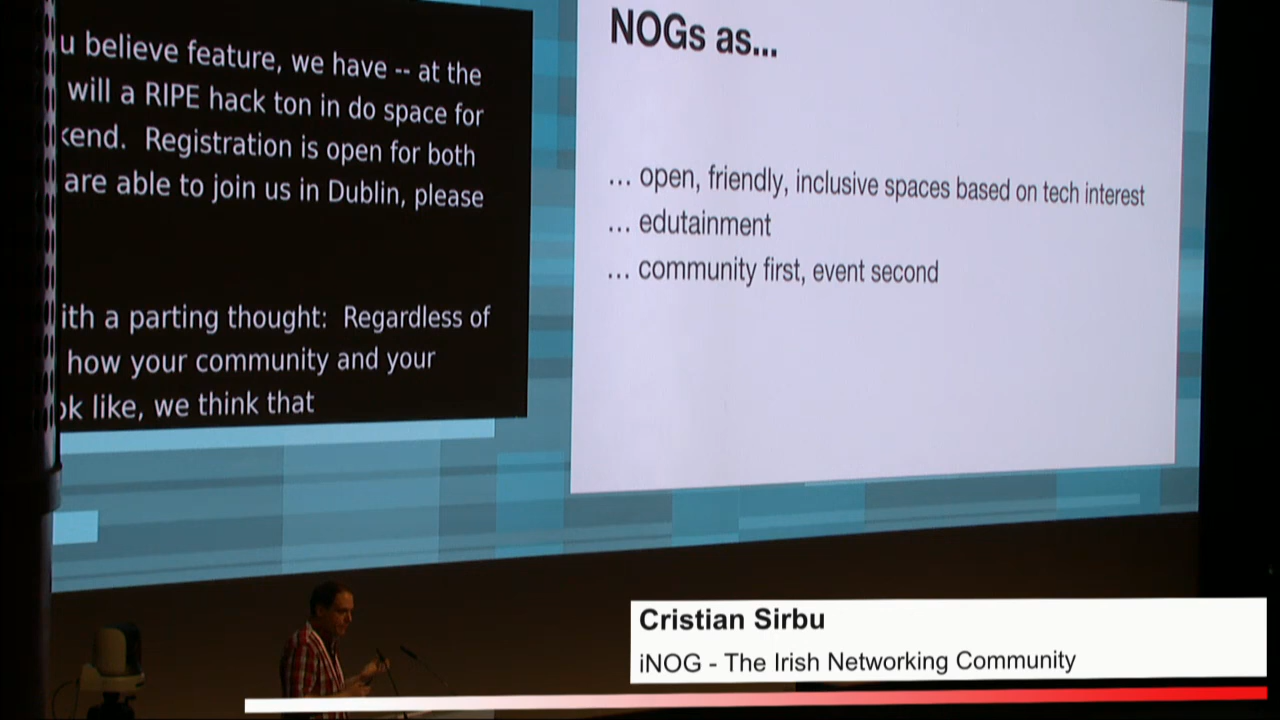 u believe feature, we have -- at the
will a RIPE hack ton in do space for
kend. Registration is open for both
are able to join us in Dublin, please
ith a parting thought: Regardless of
how your community and your
ok like, we think that
NOGs as...
... open, friendly, inclusive spaces based on tech interest
... edutainment
... community first, event second
Cristian Sirbu
iNOG - The Irish Networking Community